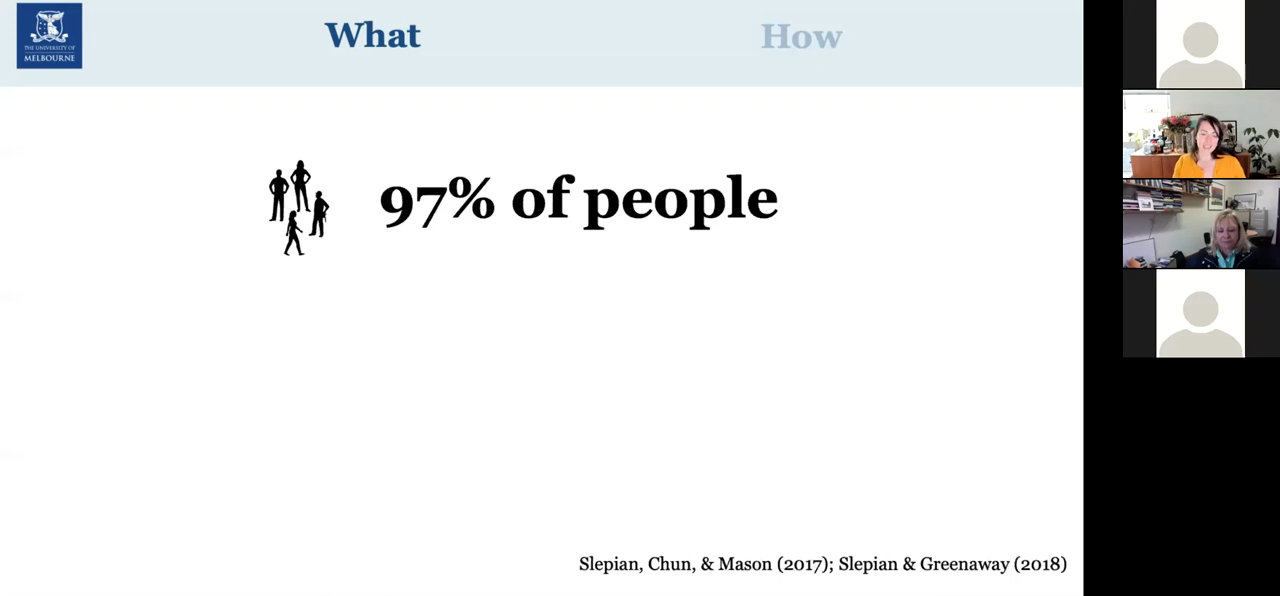 THE UNIVERSITY OF
MELBOURNE
What
How
97% of people
Slepian, Chun, & Mason (2017); Slepian & Greenaway (2018)